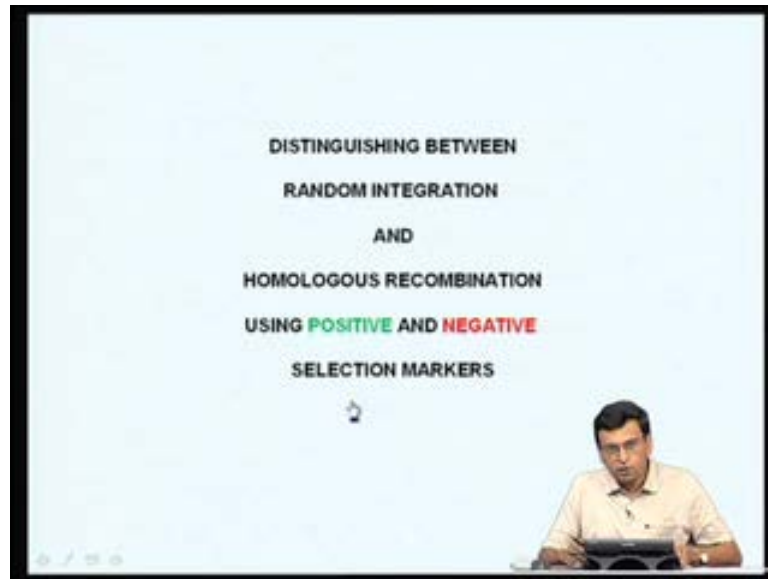 DISTINGUISHING BETWEEN
RANDOM INTEGRATION
AND
HOMOLOGOUS RECOMBINATION
USING POSITIVE AND NEGATIVE
SELECTION MARKERS